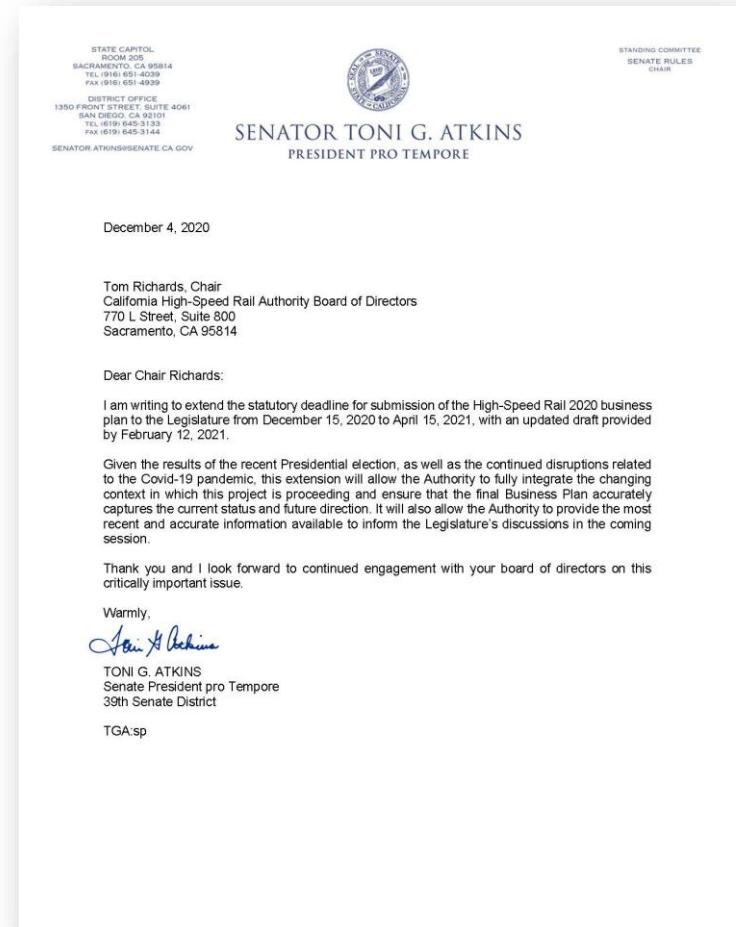 STATE CAPITOL
ROOM 205
SACRAMENTO, CA 95814
TEL (916) 651-4039
FAX (916) 651-4939
DISTRICT OFFICE
1350 FRONT STREET, SUITE 4061
SAN DIEGO, CA 92101
TEL (619) 645-3133
FAX (619) 645-3144
SENATOR.ATKINS@SENATE.CA.GOV
SEAL OF THE SENATE
STATE OF CALIFORNIA
SENATOR TONI G. ATKINS
PRESIDENT PRO TEMPORE
STANDING COMMITTEE
SENATE RULES
CHAIR
December 4, 2020
Tom Richards, Chair
California High-Speed Rail Authority Board of Directors
770 L Street, Suite 800
Sacramento, CA 95814
Dear Chair Richards:
I am writing to extend the statutory deadline for submission of the High-Speed Rail 2020 business
plan to the Legislature from December 15, 2020 to April 15, 2021, with an updated draft provided
by February 12, 2021.
Given the results of the recent Presidential election, as well as the continued disruptions related
to the Covid-19 pandemic, this extension will allow the Authority to fully integrate the changing
context in which this project is proceeding and ensure that the final Business Plan accurately
captures the current status and future direction. It will also allow the Authority to provide the most
recent and accurate information available to inform the Legislature's discussions in the coming
session.
Thank you and I look forward to continued engagement with your board of directors on this
critically important issue.
Warmly,
Toni G Atkins
TONI G. ATKINS
Senate President pro Tempore
39th Senate District
TGA:sp